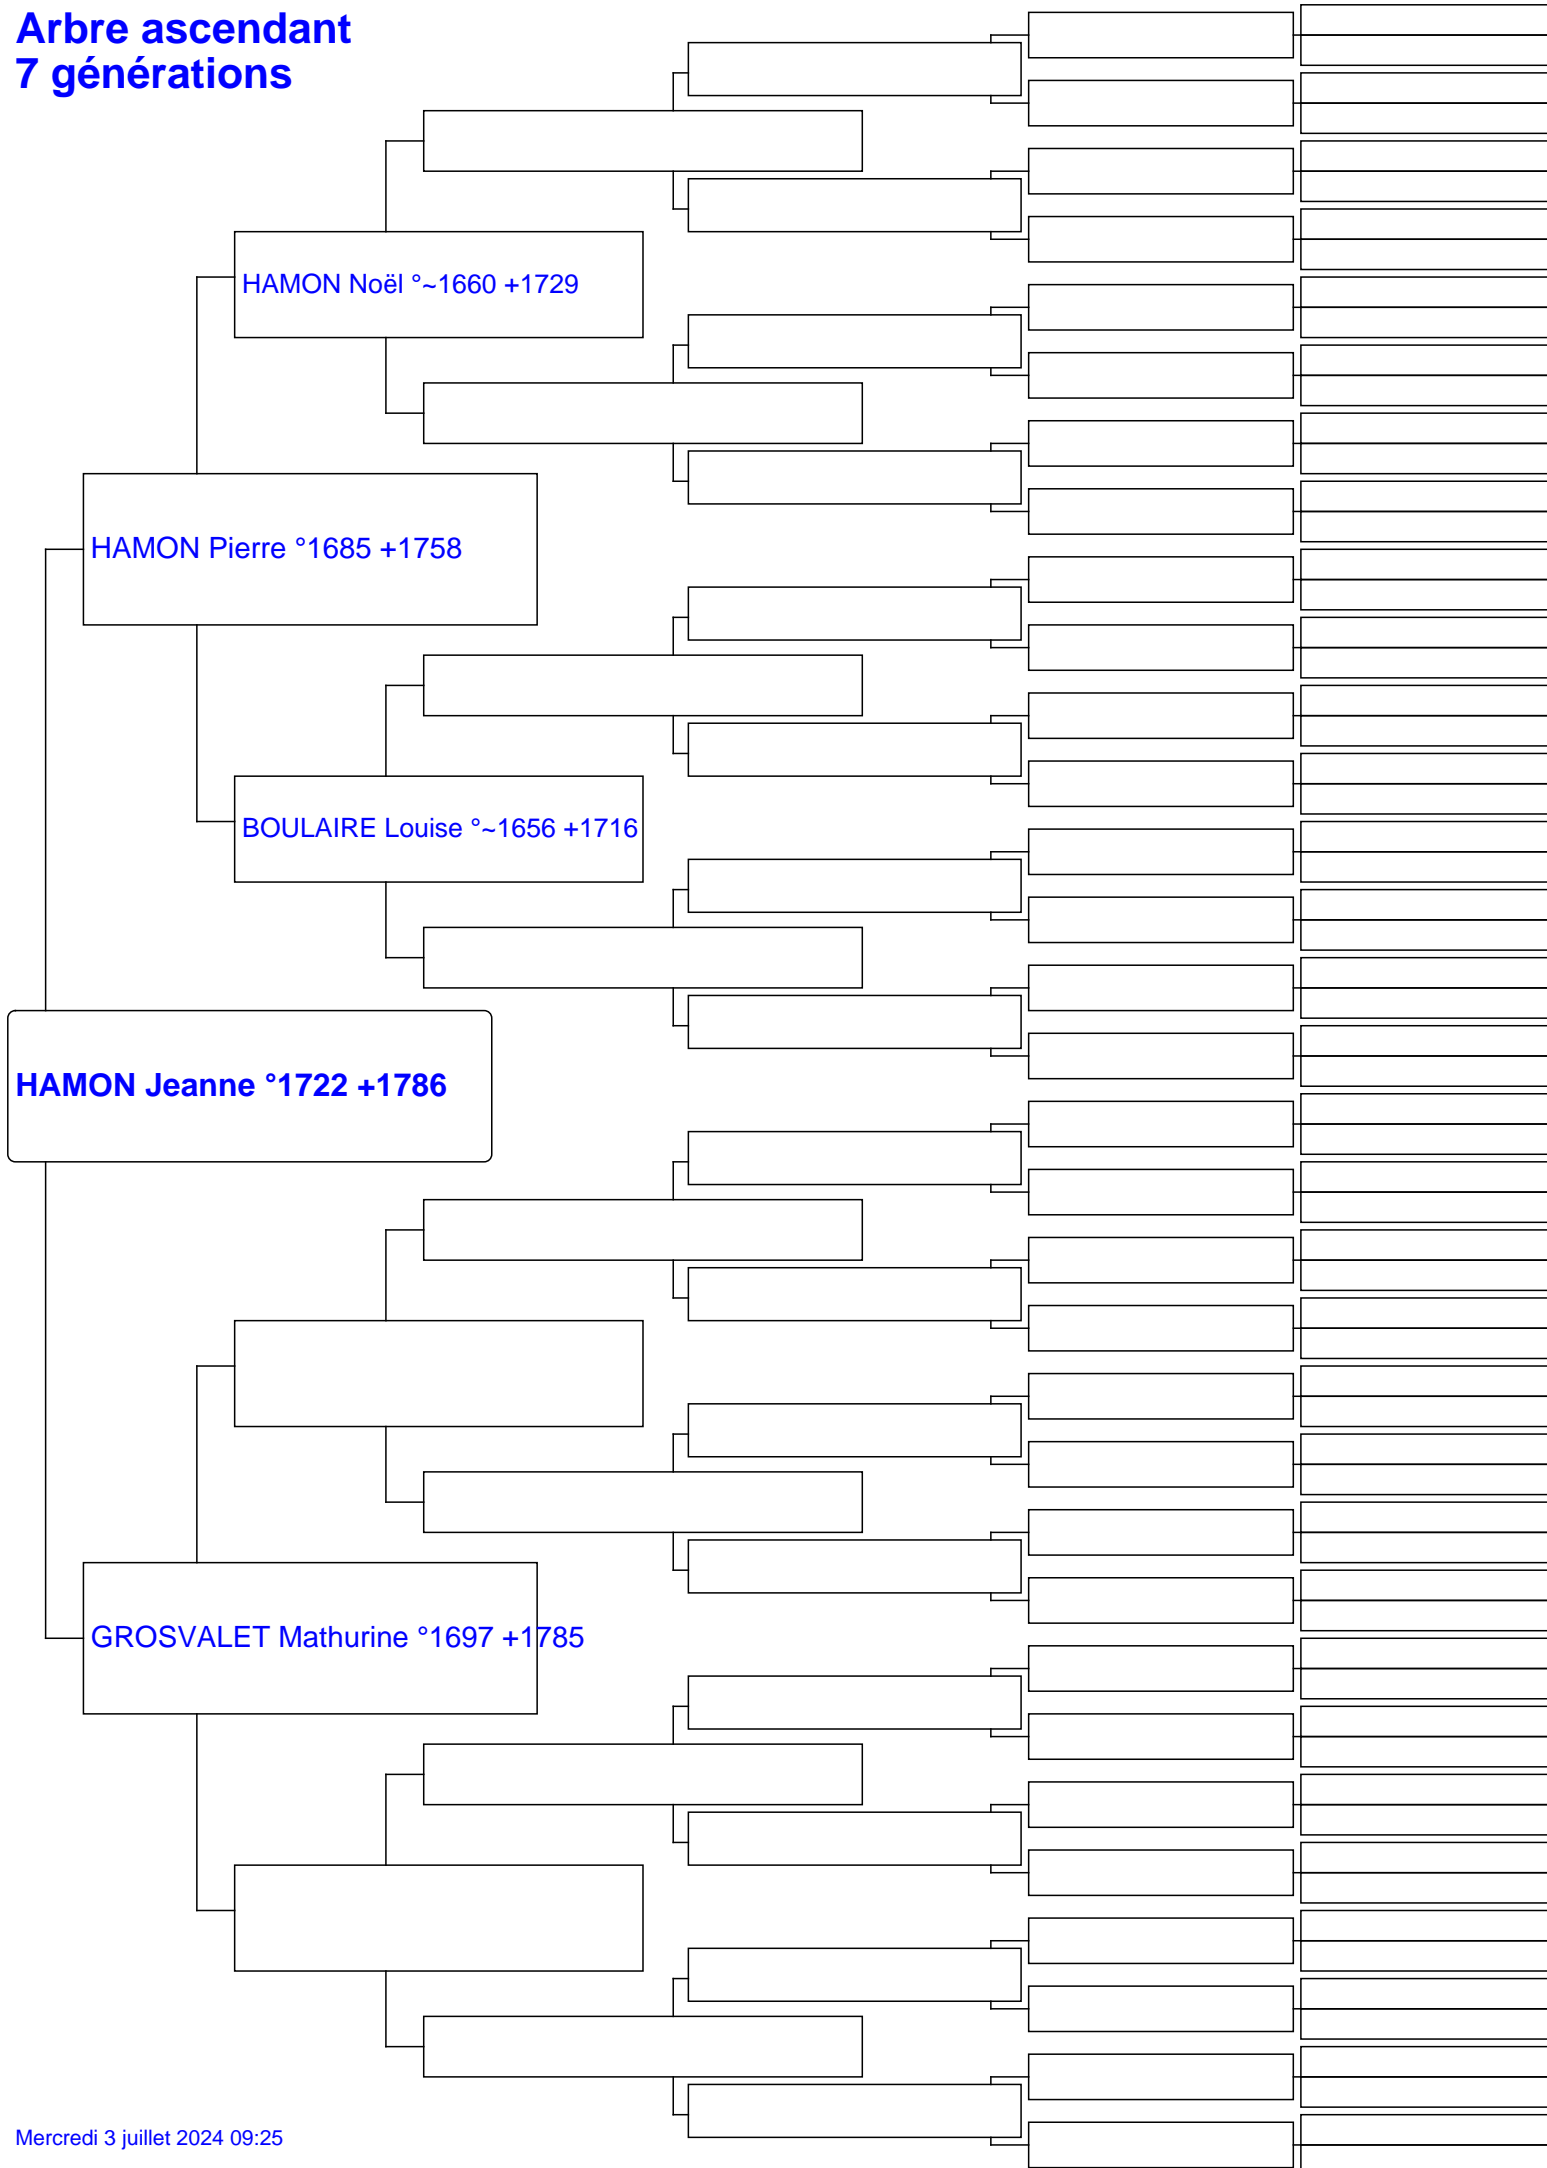 Arbre ascendant
7 générations
HAMON Noël °~1660 +1729
HAMON Pierre °1685 +1758
BOULAIRE Louise °~1656 +1716
HAMON Jeanne °1722 +1786
GROSVALET Mathurine °1697 +1785
Mercredi 3 juillet 2024 09:25